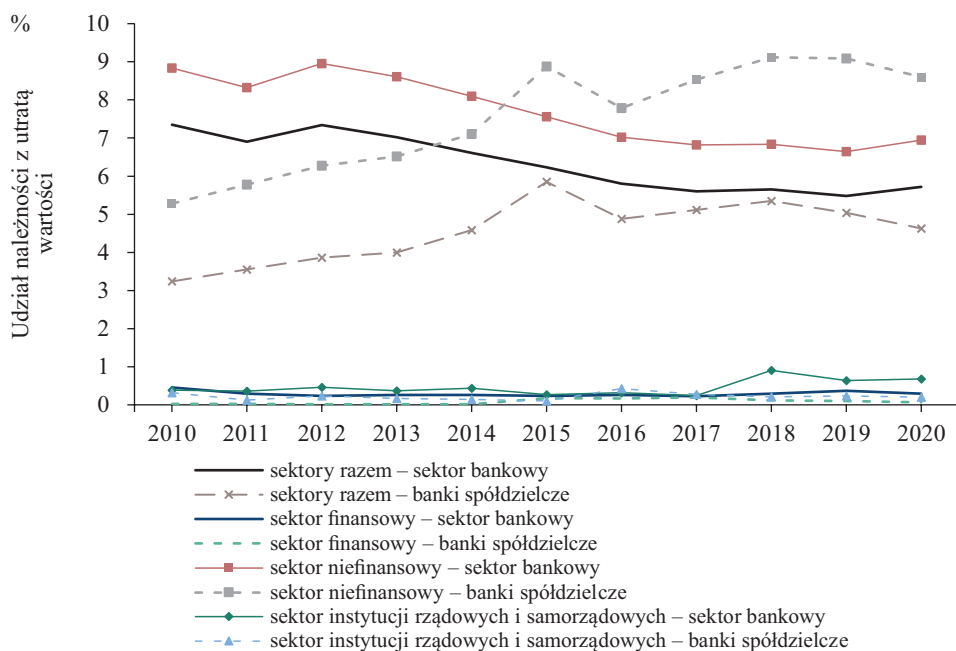 %
Udział należności z utratą
wartości
10
9
8
7
6
5
4
3
2
1
0
2010 2011 2012 2013 2014 2015 2016 2017 2018 2019 2020
sektory razem – sektor bankowy
sektory razem – banki spółdzielcze
sektor finansowy – sektor bankowy
sektor finansowy – banki spółdzielcze
sektor niefinansowy – sektor bankowy
sektor niefinansowy – banki spółdzielcze
sektor instytucji rządowych i samorządowych – sektor bankowy
sektor instytucji rządowych i samorządowych – banki spółdzielcze